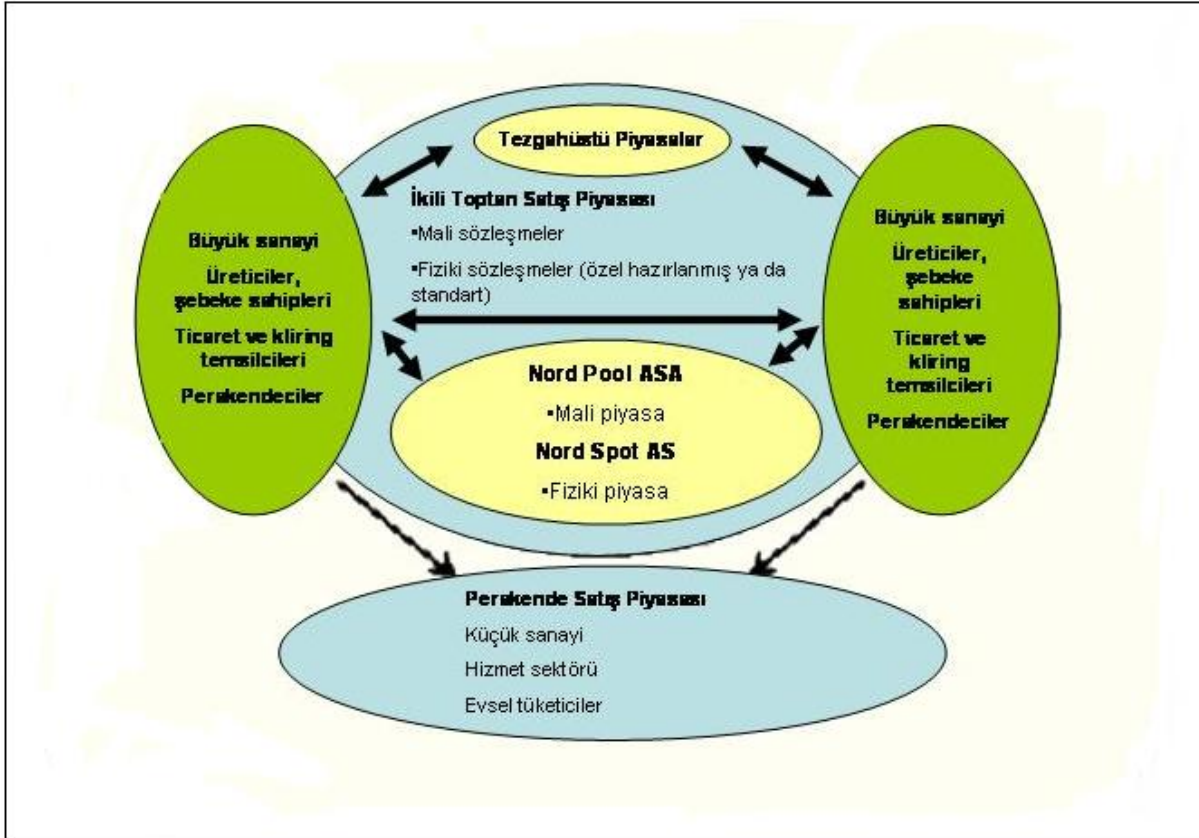 Tezgahüstü Piyasalar
İkili Toptan Satış Piyasası
▪Mali sözleşmeler
▪Fiziki sözleşmeler (özel hazırlanmış ya da
standart)
Büyük sanayi
Üreticiler,
şebeke sahipleri
Ticaret ve kliring
temsilcileri
Perakendeciler
Büyük sanayi
Üreticiler,
şebeke
sahipleri
Ticaret ve
kliring
temsilcileri
Perakendeciler
Nord Pool ASA
▪Mali piyasa
Nord Spot AS
▪Fiziki piyasa
Perakende Satış Piyasası
Küçük sanayi
Hizmet sektörü
Evsel tüketiciler